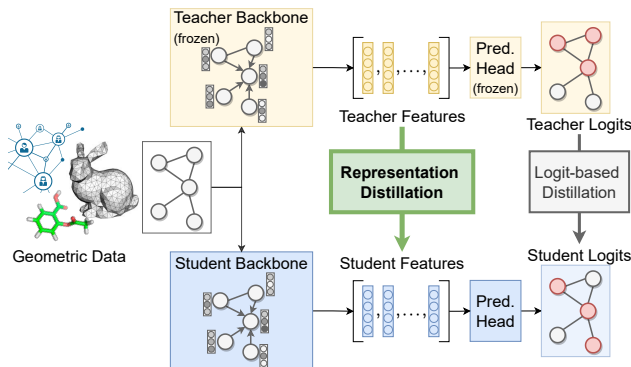 Teacher Backbone
(frozen)
[ , , ..., ]
Pred.
Head
(frozen)
Teacher Features
Teacher Logits
Representation
Distillation
Logit-based
Distillation
Geometric Data
Student Backbone
Student Features
Student Logits
[ , , ..., ]
Pred.
Head